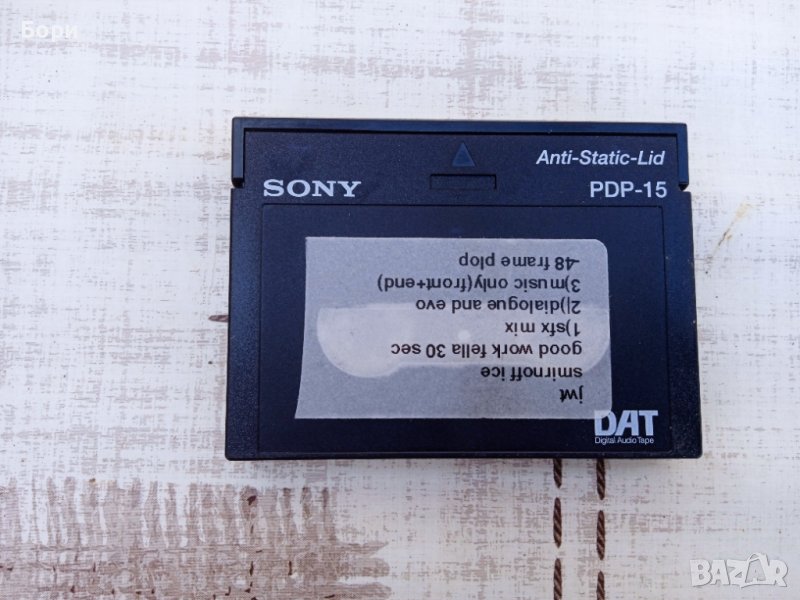 Бори
Anti-Static-Lid
SONY
PDP-15
jwt
smirnoff ice
good work fella 30 sec
1)sfx mix
2)|dialogue and evo
3)music only(front+end)
-48 frame plop
DAT
Digital Audio Tape
BAZAR